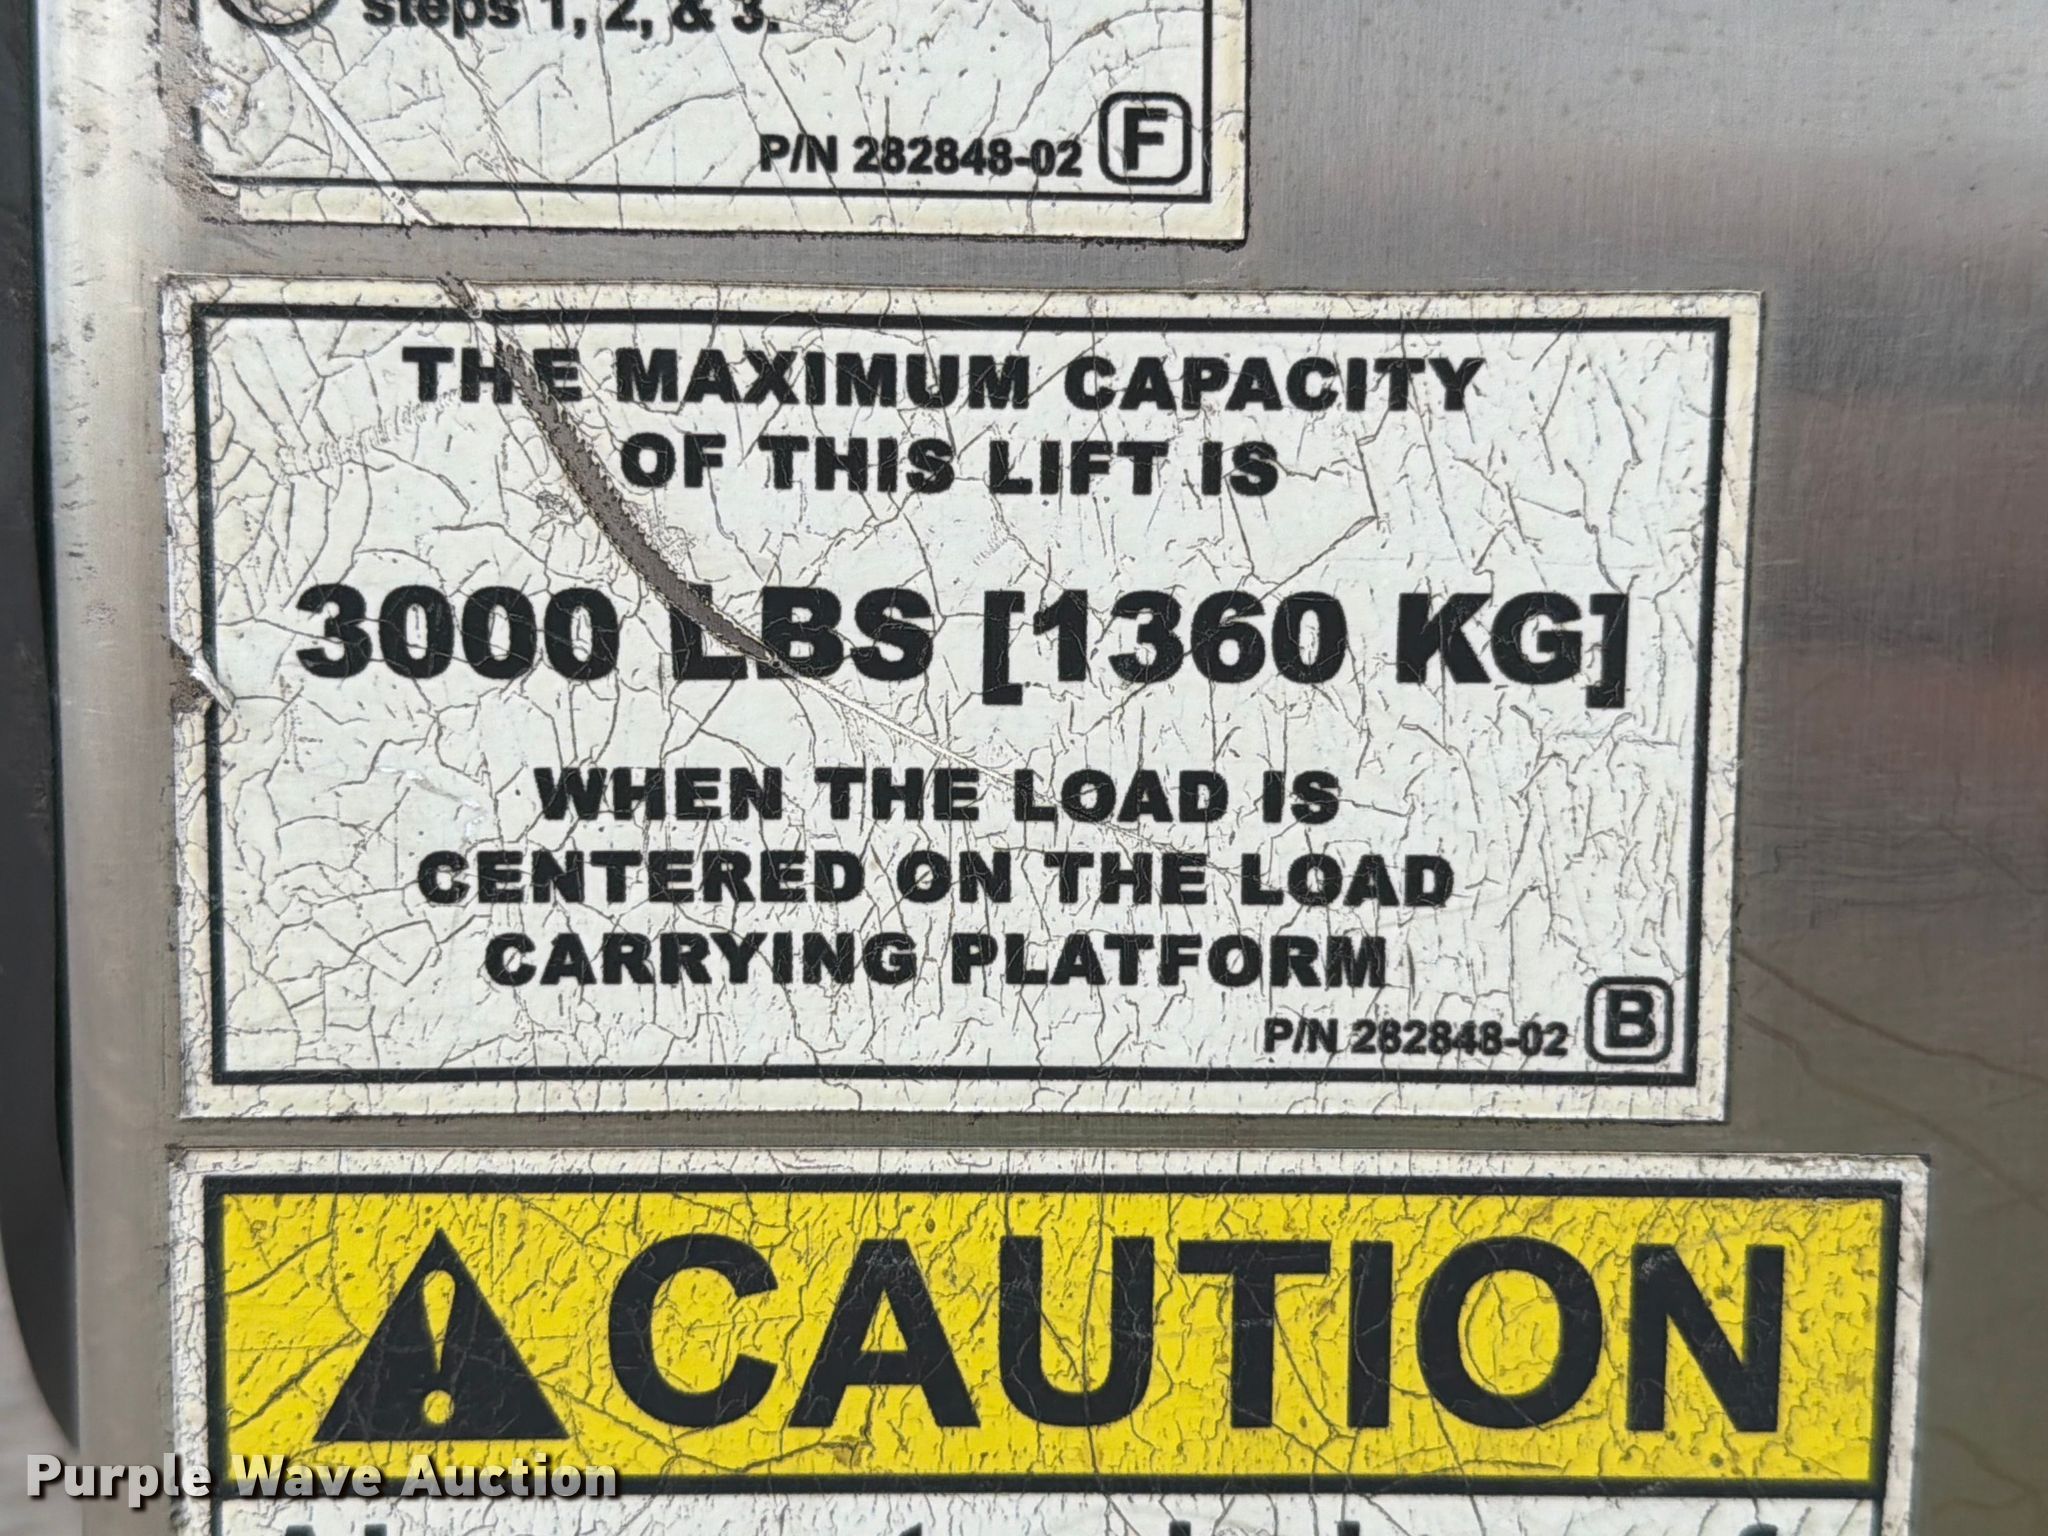 steps 1, 2, & 3.
P/N 282848-02 F
THE MAXIMUM CAPACITY
OF THIS LIFT IS
3000 LBS [1360 KG]
WHEN THE LOAD IS
CENTERED ON THE LOAD
CARRYING PLATFORM
P/N 282848-02 B
CAUTION
Purple Wave Auction